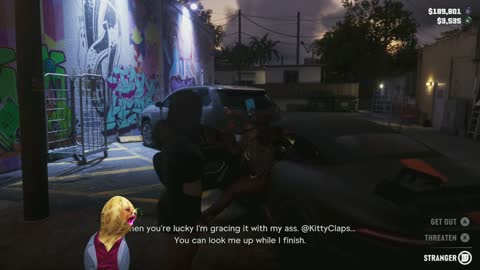 $189,801
$3,535
hen you're lucky I'm gracing it with my ass. @KittyClaps...
You can look me up while I finish.
GET OUT
THREATEN
STRANGER